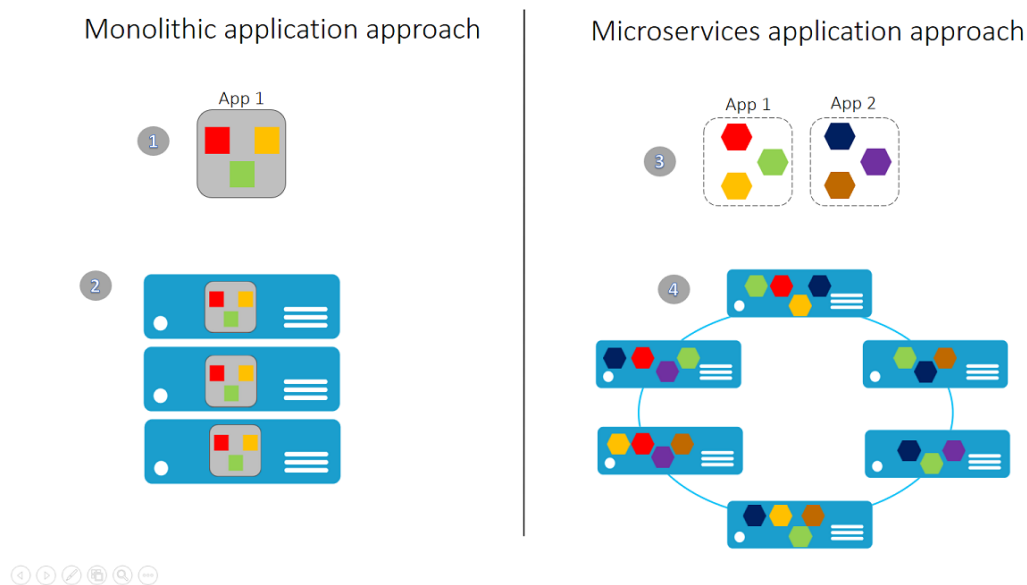 Monolithic application approach
Microservices application approach
App 1
1
2
App 1
App 2
3
4